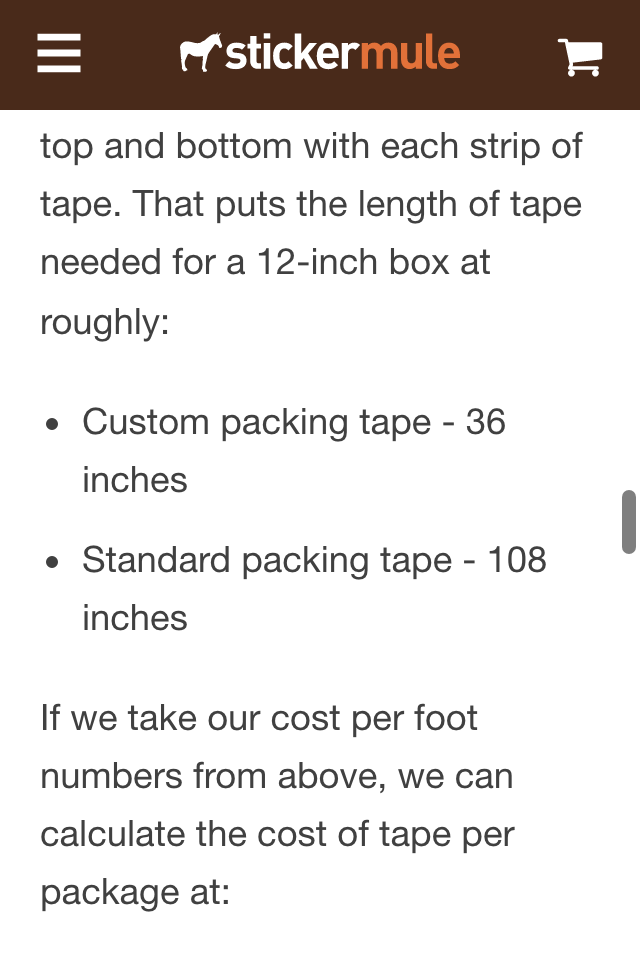 stickermule
top and bottom with each strip of
tape. That puts the length of tape
needed for a 12-inch box at
roughly:
• Custom packing tape - 36
inches
• Standard packing tape - 108
inches
If we take our cost per foot
numbers from above, we can
calculate the cost of tape per
package at: